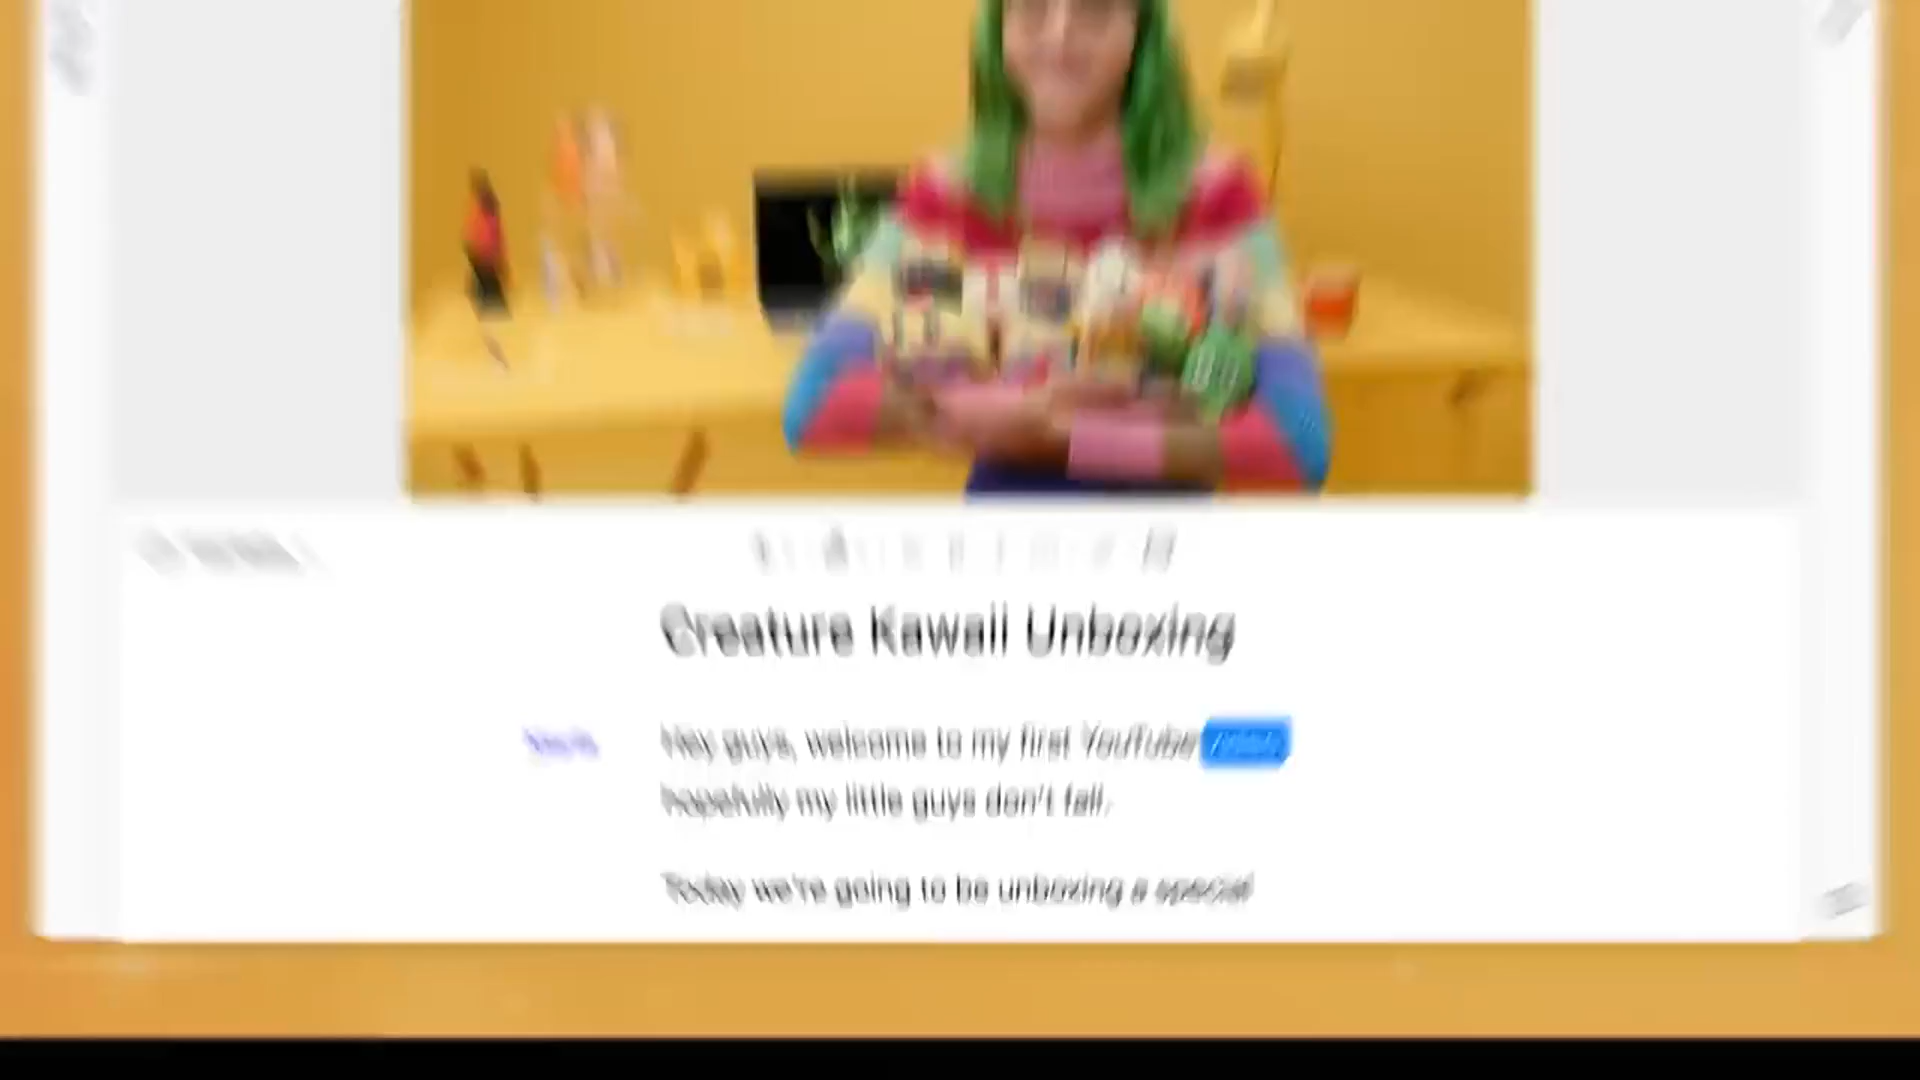 Creature Kawaii Unboxing
Hey guys, welcome to my first YouTube video
hopefully my little guys don't fall.
Today we're going to be unboxing a special